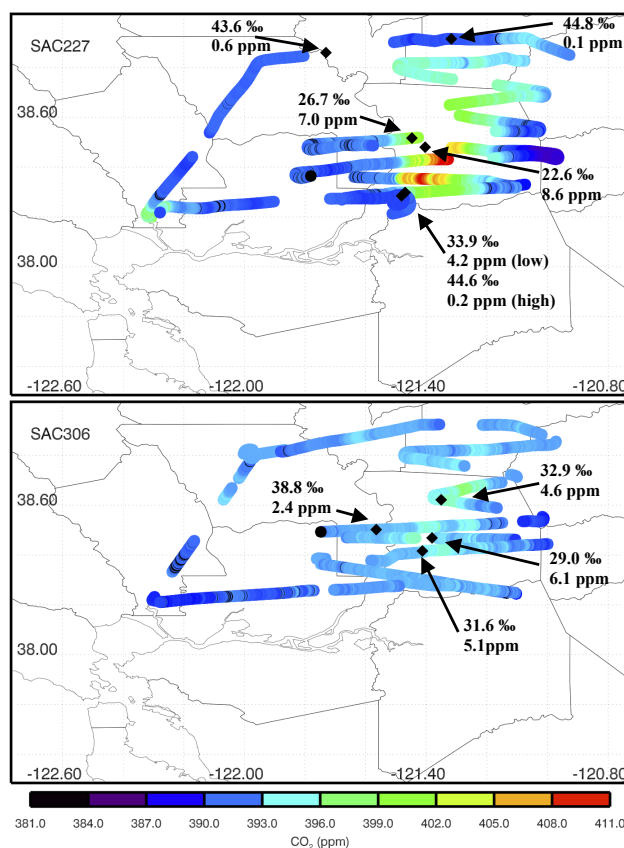 SAC227
43.6 ‰
0.6 ppm
44.8 ‰
0.1 ppm
38.60
26.7 ‰
7.0 ppm
22.6 ‰
8.6 ppm
33.9 ‰
4.2 ppm (low)
44.6 ‰
0.2 ppm (high)
38.00
-122.60
-122.00
-121.40
-120.80
SAC306
38.60
38.8 ‰
2.4 ppm
32.9 ‰
4.6 ppm
29.0 ‰
6.1 ppm
31.6 ‰
5.1ppm
38.00
-122.60
-122.00
-121.40
-120.80
381.0 384.0 387.0 390.0 393.0 396.0 399.0 402.0 405.0 408.0 411.0
CO₂ (ppm)